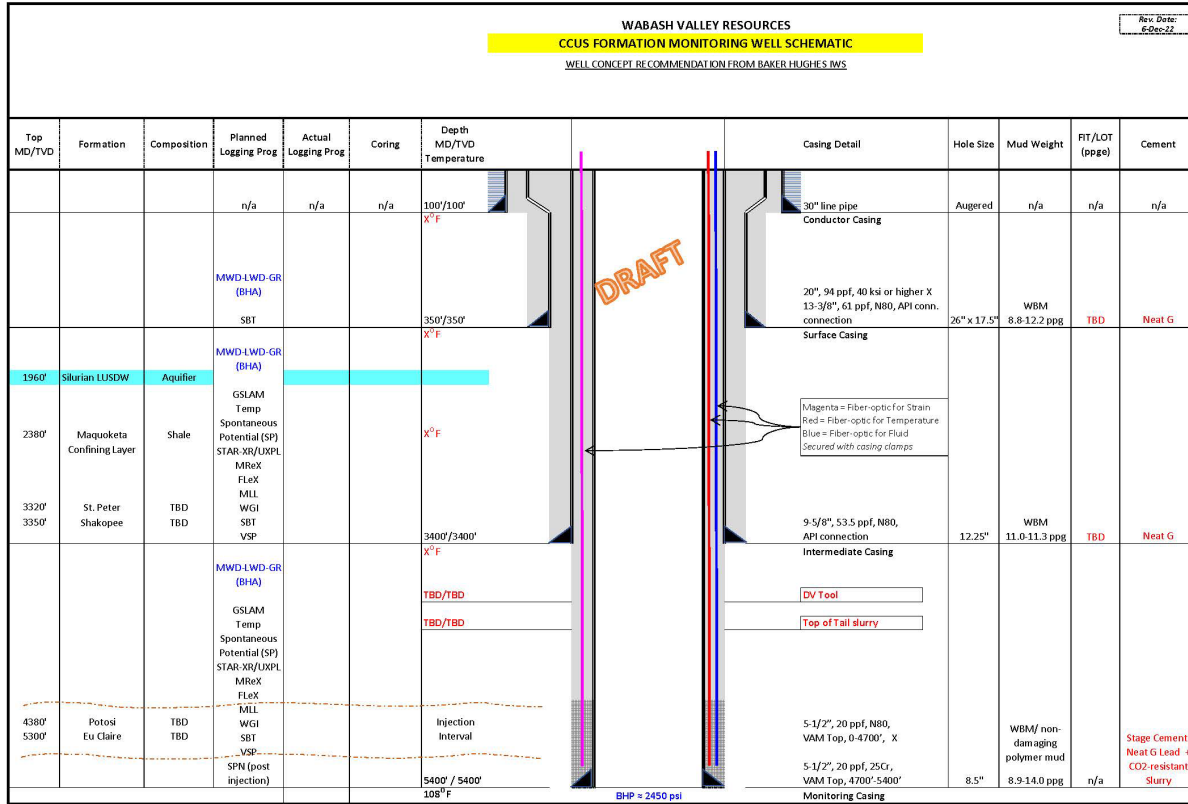 WABASH VALLEY RESOURCES
Rev. Date:
6-Dec-22
CCUS FORMATION MONITORING WELL SCHEMATIC
WELL CONCEPT RECOMMENDATION FROM BAKER HUGHES IWS
Top
MD/TVD
Formation
Composition
Planned
Logging Prog
Actual
Logging Prog
Coring
Depth
MD/TVD
Temperature
Casing Detail
Hole Size
Mud Weight
FIT/LOT
(ppge)
Cement
n/a
n/a
n/a
100'/100'
30" line pipe
Augered
n/a
n/a
n/a
X⁰F
Conductor Casing
DRAFT
MWD-LWD-GR
(BHA)
SBT
350'/350'
20", 94 ppf, 40 ksi or higher X
13-3/8", 61 ppf, N80, API conn.
connection
26" x 17.5"
WBM
8.8-12.2 ppg
TBD
Neat G
X⁰F
Surface Casing
MWD-LWD-GR
(BHA)
1960'
Silurian LUSDW
Aquifier
GSLAM
Temp
Spontaneous
Potential (SP)
STAR-XR/UXPL
MReX
FLeX
MLL
WGI
SBT
VSP
Magenta = Fiber-optic for Strain
Red = Fiber-optic for Temperature
Blue = Fiber-optic for Fluid
Secured with casing clamps
2380'
Maquoketa
Confining Layer
Shale
X⁰F
3320'
St. Peter
TBD
3350'
Shakopee
TBD
3400'/3400'
9-5/8", 53.5 ppf, N80,
API connection
12.25"
WBM
11.0-11.3 ppg
TBD
Neat G
X⁰F
Intermediate Casing
MWD-LWD-GR
(BHA)
TBD/TBD
DV Tool
TBD/TBD
Top of Tail slurry
GSLAM
Temp
Spontaneous
Potential (SP)
STAR-XR/UXPL
MReX
FLeX
MLL
WGI
SBT
VSP
SPN (post
injection)
4380'
Potosi
TBD
5300'
Eu Claire
TBD
Injection
Interval
5-1/2", 20 ppf, N80,
VAM Top, 0-4700', X
5-1/2", 20 ppf, 25Cr,
VAM Top, 4700'-5400'
8.5"
WBM/ non-
damaging
polymer mud
8.9-14.0 ppg
n/a
Stage Cement
Neat G Lead +
CO2-resistant
Slurry
5400' / 5400'
108⁰F
BHP ≈ 2450 psi
Monitoring Casing